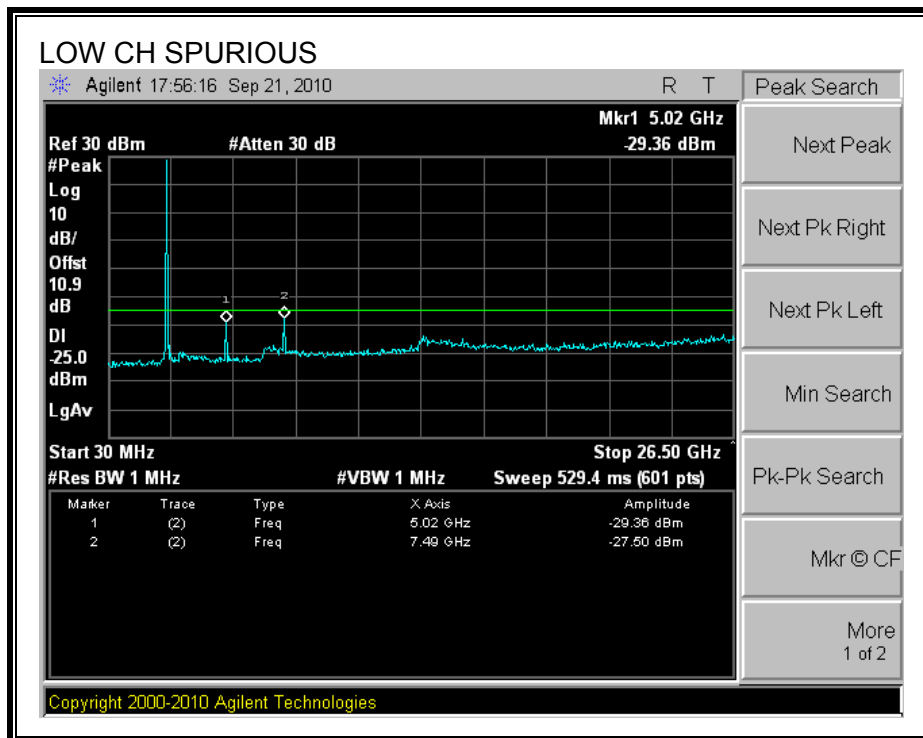 LOW CH SPURIOUS
Agilent 17:56:16 Sep 21, 2010 R T
Peak Search
Mkr1 5.02 GHz
Ref 30 dBm #Atten 30 dB -29.36 dBm
#Peak
Log
10
dB/
Offst
10.9
dB
DI
-25.0
dBm
LgAv
1
2
Start 30 MHz Stop 26.50 GHz
#Res BW 1 MHz #VBW 1 MHz Sweep 529.4 ms (601 pts)
Marker Trace Type X Axis Amplitude
1 (2) Freq 5.02 GHz -29.36 dBm
2 (2) Freq 7.49 GHz -27.50 dBm
Next Peak
Next Pk Right
Next Pk Left
Min Search
Pk-Pk Search
Mkr © CF
More
1 of 2
Copyright 2000-2010 Agilent Technologies